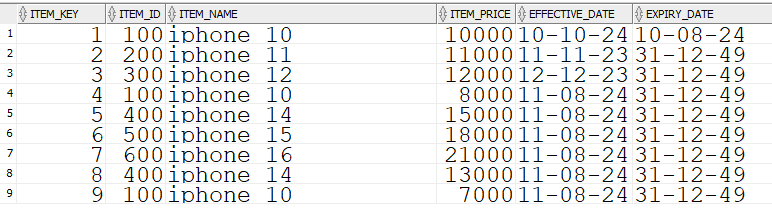 ITEM_KEY ITEM_ID ITEM_NAME ITEM_PRICE EFFECTIVE_DATE EXPIRY_DATE
1 1 100 iphone 10 10000 10-10-24 10-08-24
2 2 200 iphone 11 11000 11-11-23 31-12-49
3 3 300 iphone 12 12000 12-12-23 31-12-49
4 4 100 iphone 10 8000 11-08-24 31-12-49
5 5 400 iphone 14 15000 11-08-24 31-12-49
6 6 500 iphone 15 18000 11-08-24 31-12-49
7 7 600 iphone 16 21000 11-08-24 31-12-49
8 8 400 iphone 14 13000 11-08-24 31-12-49
9 9 100 iphone 10 7000 11-08-24 31-12-49